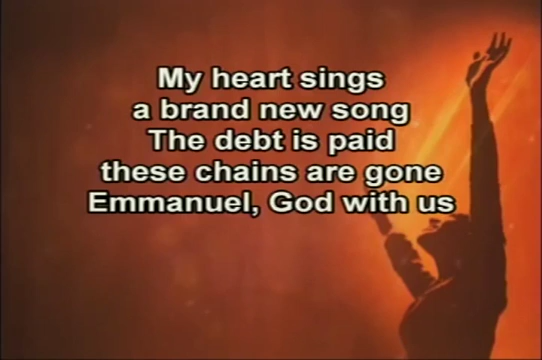 My heart sings
a brand new song
The debt is paid
these chains are gone
Emmanuel, God with us